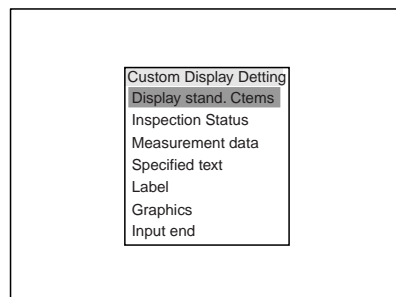 Custom Display Detting
Display stand. Ctems
Inspection Status
Measurement data
Specified text
Label
Graphics
Input end